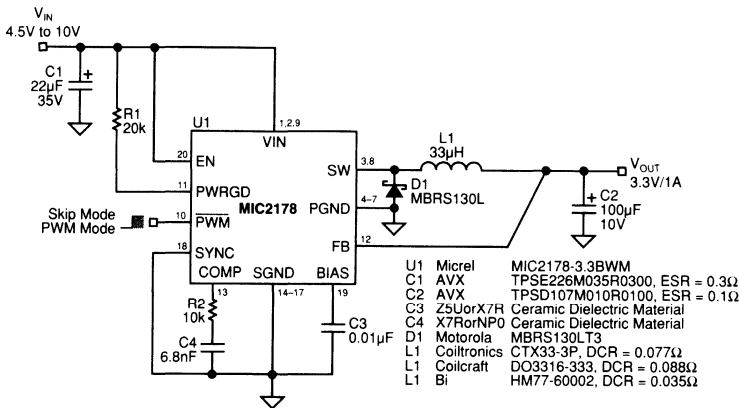 VIN
4.5V to 10V
C1
22µF
35V
R1
20k
U1
1,2.9
VIN
20
EN
11
PWRGD
Skip Mode
PWM Mode
10
PWM
MIC2178
18
SYNC
COMP
SGND
BIAS
SW
3,8
PGND
4–7
FB
12
L1
33µH
D1
MBRS130L
VOUT
3.3V/1A
C2
100µF
10V
13
14–17
19
R2
10k
C4
6.8nF
C3
0.01µF
U1 Micrel MIC2178-3.3BWM
C1 AVX TPSE226M035R0300, ESR = 0.3Ω
C2 AVX TPSD107M010R0100, ESR = 0.1Ω
C3 Z5UorX7R Ceramic Dielectric Material
C4 X7RorNP0 Ceramic Dielectric Material
D1 Motorola MBRS130LT3
L1 Coiltronics CTX33-3P, DCR = 0.077Ω
L1 Coilcraft DO3316-333, DCR = 0.088Ω
L1 Bi HM77-60002, DCR = 0.035Ω